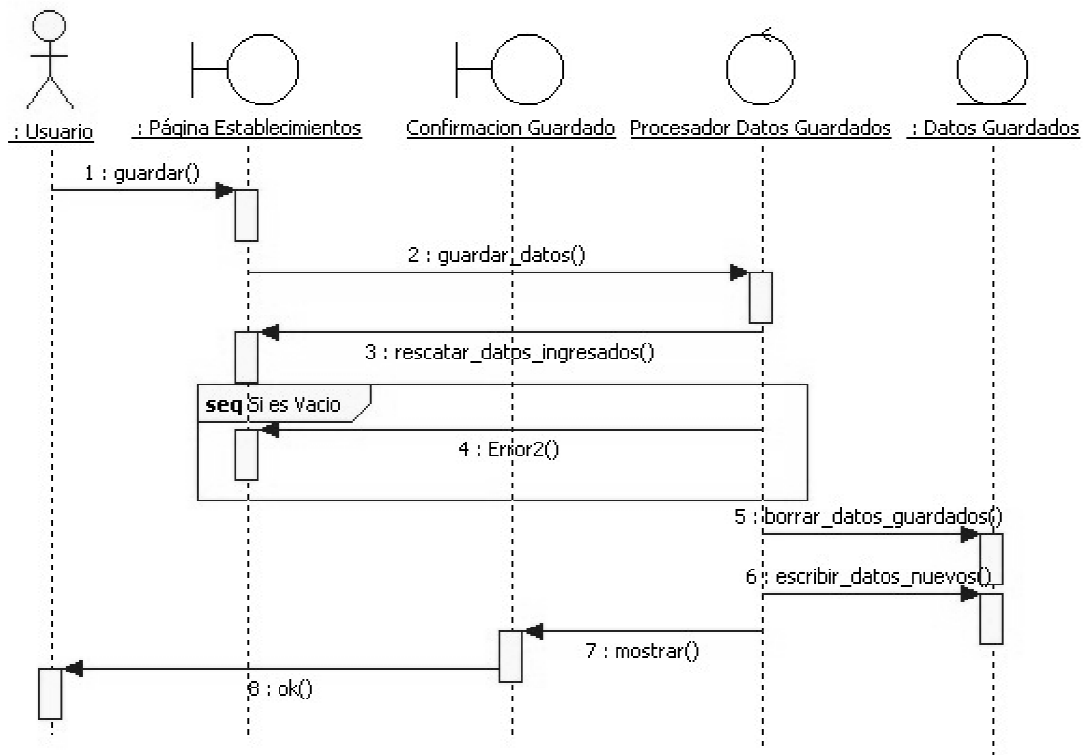 : Usuario
: Página Establecimientos
Confirmacion Guardado
Procesador Datos Guardados
: Datos Guardados
1 : guardar()
2 : guardar_datos()
3 : rescatar_datos_ingresados()
seq Si es Vacio
4 : Error2()
5 : borrar_datos_guardados()
6 : escribir_datos_nuevos()
7 : mostrar()
8 : ok()